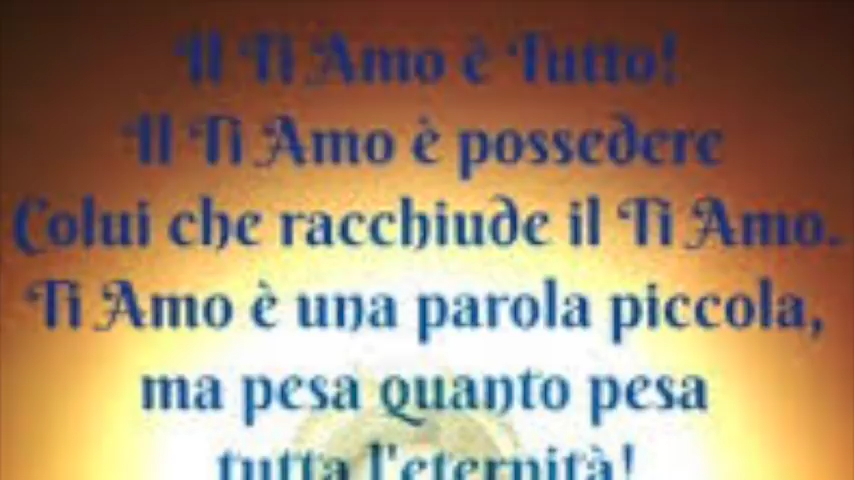 Il Ti Amo è Tutto!
Il Ti Amo è possedere
Colui che racchiude il Ti Amo.
Ti Amo è una parola piccola,
ma pesa quanto pesa
tutta l'eternità!